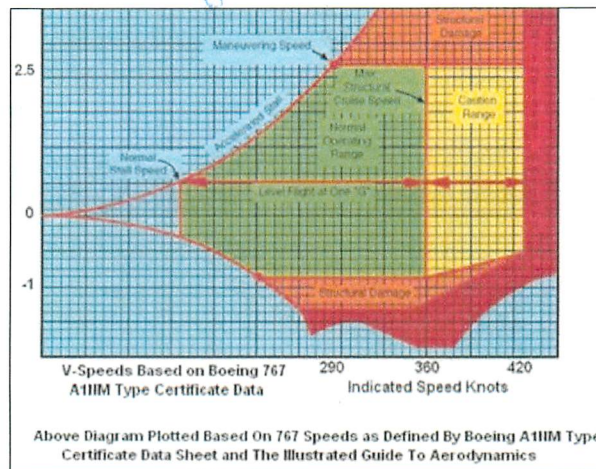 Structural
Damage
Maneuvering Speed
2.5
Max
Structural
Cruise Speed
Caution
Range
Accelerated Stall
Normal
Operating
Range
Normal
Stall Speed
Level Flight at One "G"
0
-1
Structural Damage
V-Speeds Based on Boeing 767
A1NM Type Certificate Data
290
360
420
Indicated Speed Knots
Above Diagram Plotted Based On 767 Speeds as Defined By Boeing A1NM Type
Certificate Data Sheet and The Illustrated Guide To Aerodynamics